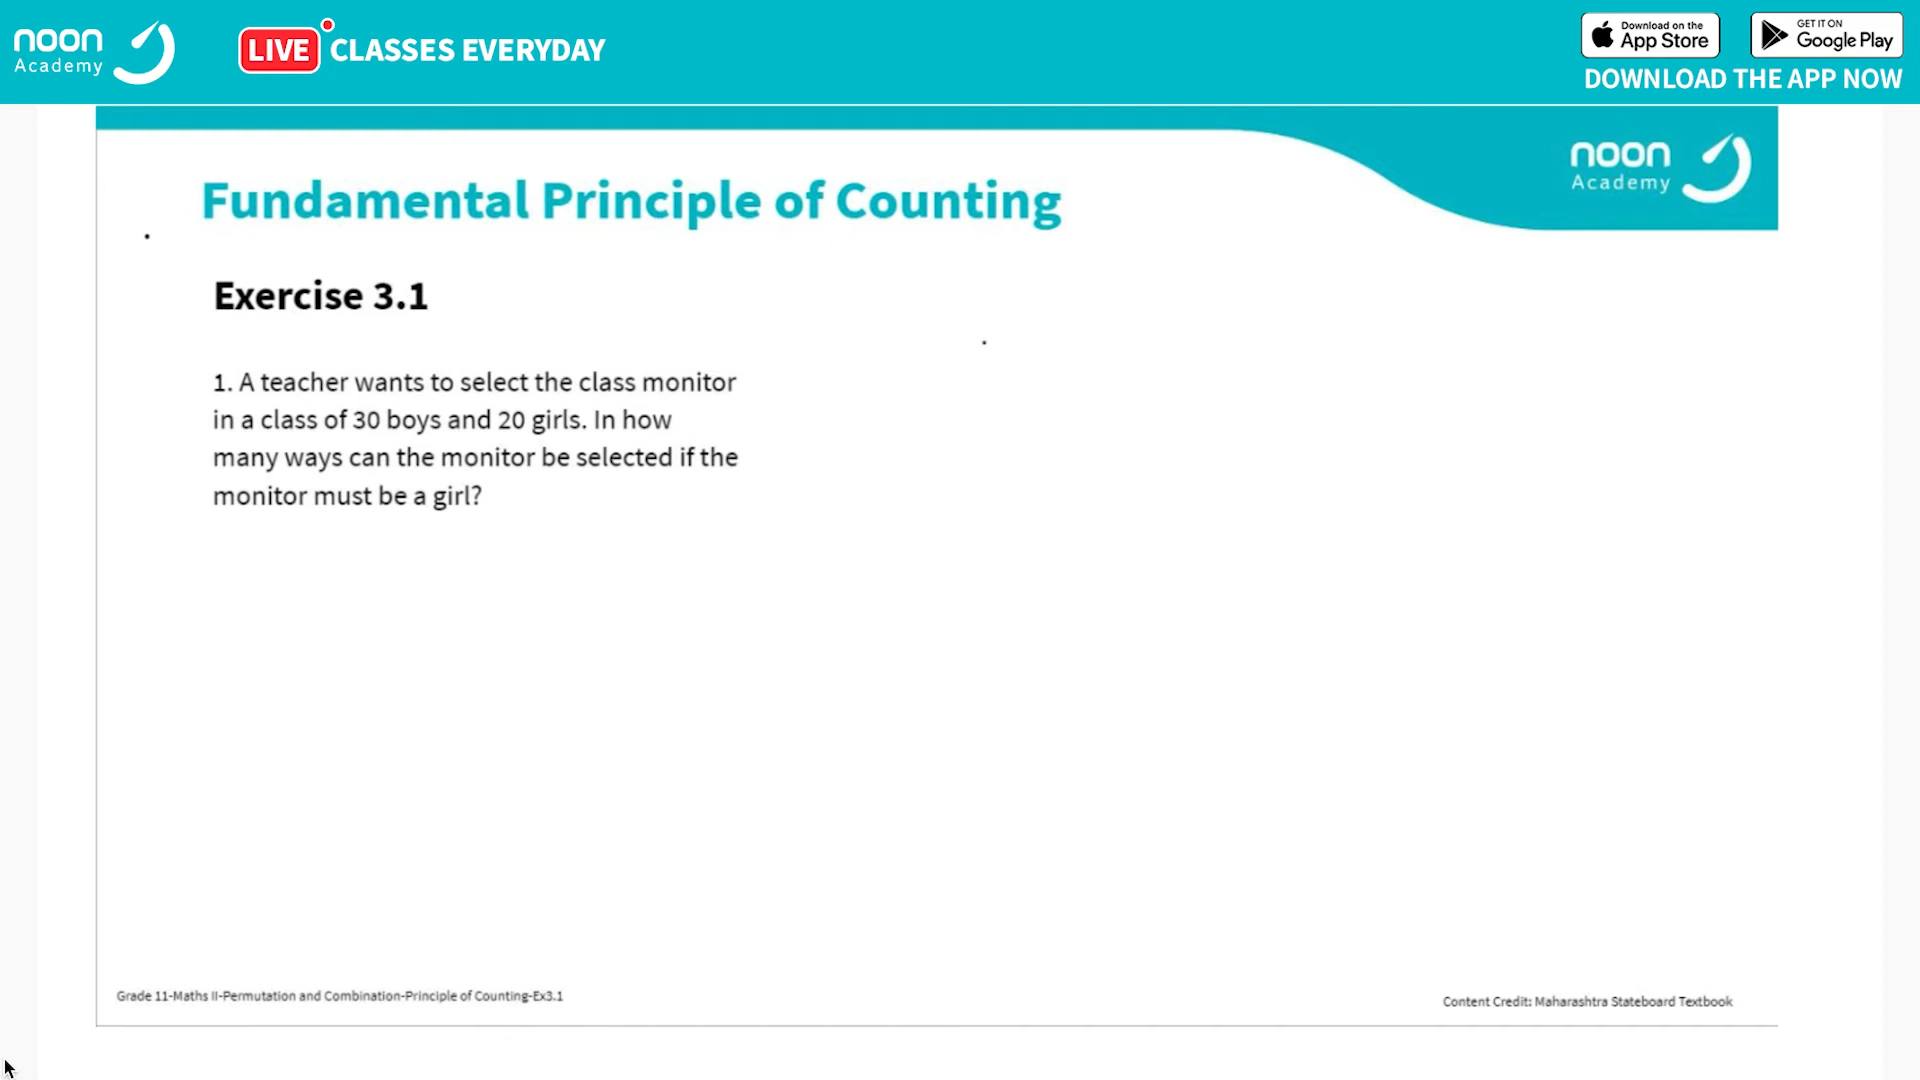 noon
Academy
LIVE CLASSES EVERYDAY
Download on the
App Store
GET IT ON
Google Play
DOWNLOAD THE APP NOW
noon
Academy
Fundamental Principle of Counting
Exercise 3.1
1. A teacher wants to select the class monitor
in a class of 30 boys and 20 girls. In how
many ways can the monitor be selected if the
monitor must be a girl?
Grade 11-Maths II-Permutation and Combination-Principle of Counting-Ex3.1
Content Credit: Maharashtra Stateboard Textbook